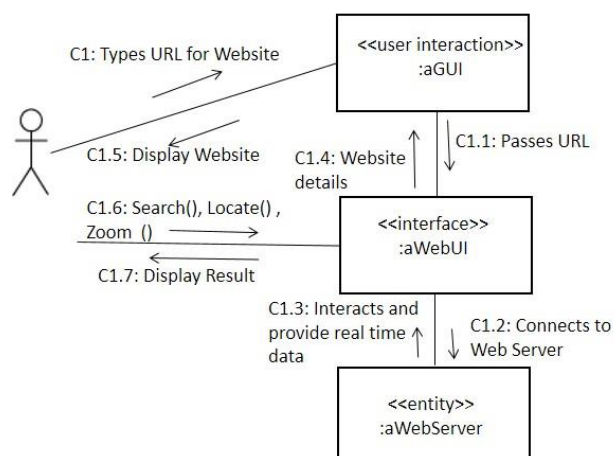 <<user interaction>>
:aGUI
C1: Types URL for Website
C1.5: Display Website
C1.4: Website
details
C1.1: Passes URL
C1.6: Search(), Locate() ,
Zoom ()
C1.7: Display Result
<<interface>>
:aWebUI
C1.3: Interacts and
provide real time
data
C1.2: Connects to
Web Server
<<entity>>
:aWebServer